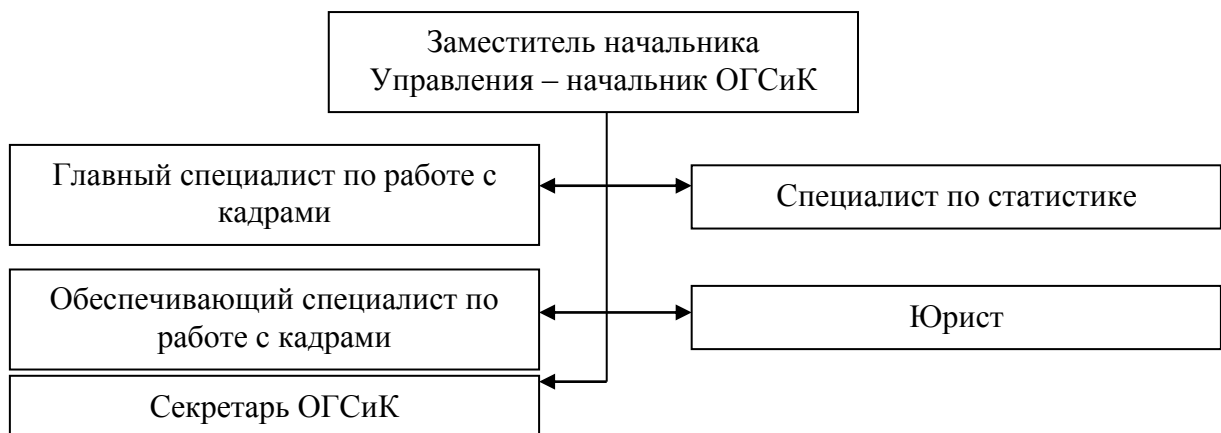 Заместитель начальника
Управления – начальник ОГСиК
Главный специалист по работе с
кадрами
Специалист по статистике
Обеспечивающий специалист по
работе с кадрами
Юрист
Секретарь ОГСиК